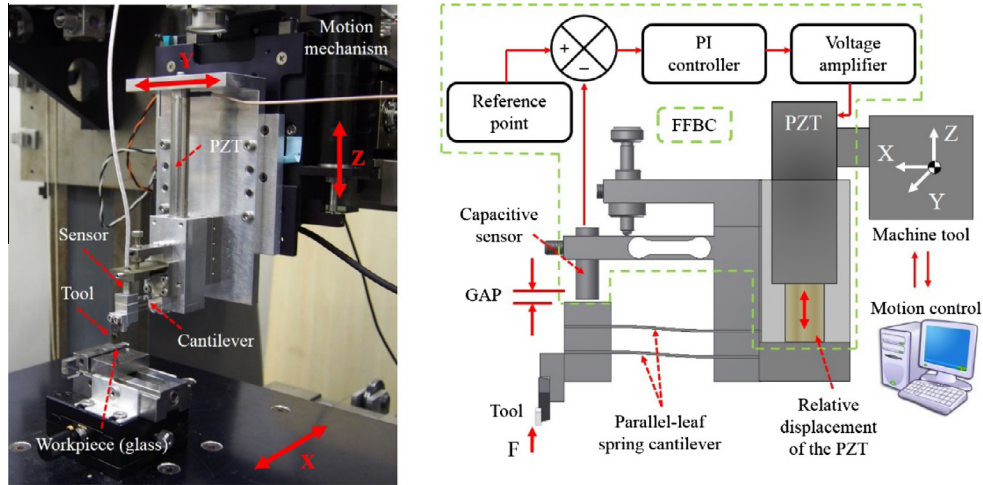 Motion
mechanism
Y
PZT
Z
Sensor
Tool
Cantilever
Workpiece (glass)
X
+
−
PI
controller
Voltage
amplifier
Reference
point
FFBC
PZT
Z
X
Y
Capacitive
sensor
Machine tool
GAP
Motion control
Tool
F
Parallel-leaf
spring cantilever
Relative
displacement
of the PZT